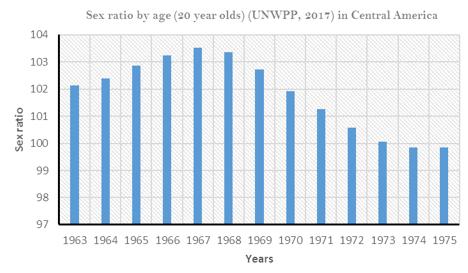 Sex ratio by age (20 year olds) (UNWPP, 2017) in Central America
104
103
102
101
100
99
98
97
Sex ratio
1963 1964 1965 1966 1967 1968 1969 1970 1971 1972 1973 1974 1975
Years